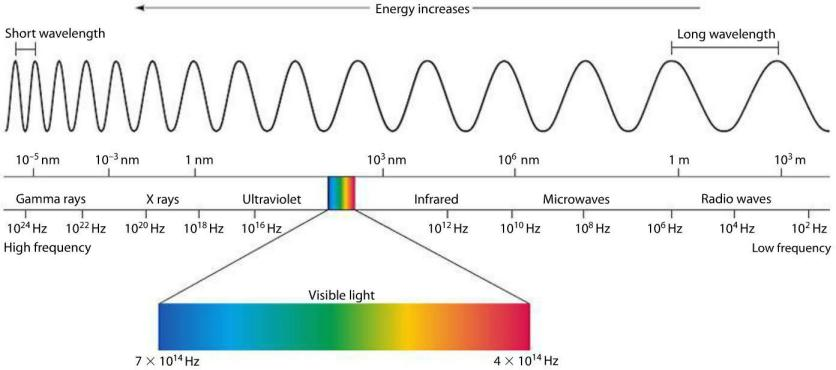 Energy increases
Short wavelength
Long wavelength
10⁻⁵ nm 10⁻³ nm 1 nm 10³ nm 10⁶ nm 1 m 10³ m
Gamma rays X rays Ultraviolet Infrared Microwaves Radio waves
10²⁴ Hz 10²² Hz 10²⁰ Hz 10¹⁸ Hz 10¹⁶ Hz 10¹² Hz 10¹⁰ Hz 10⁸ Hz 10⁶ Hz 10⁴ Hz 10² Hz
High frequency Low frequency
Visible light
7 × 10¹⁴ Hz 4 × 10¹⁴ Hz